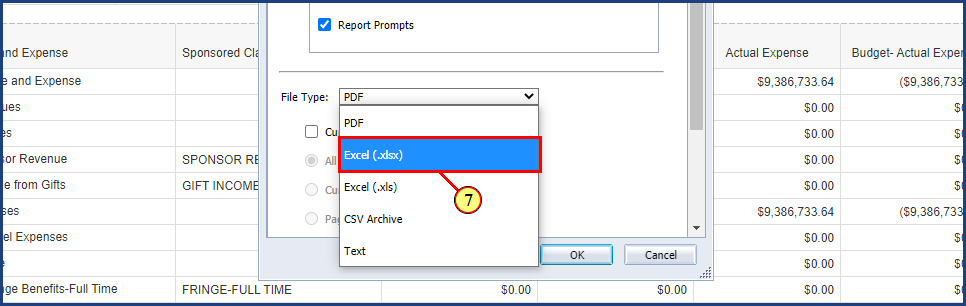 Report Prompts
and Expense Sponsored Cla Actual Expense Budget- Actual Expen
e and Expense $9,386,733.64 ($9,386,733
ues $0.00 $0
File Type: PDF
PDF
es Cu $0.00 $0
Excel (.xlsx)
sor Revenue SPONSOR RE All $0.00 $0
e from Gifts GIFT INCOME Cu Excel (.xls) $0.00 $0
7
ses Pag CSV Archive $9,386,733.64 ($9,386,733
el Expenses $0.00 $0
Text
OK Cancel
e $0.00 $0
ge Benefits-Full Time FRINGE-FULL TIME $0.00 $0.00 $0.00 $0